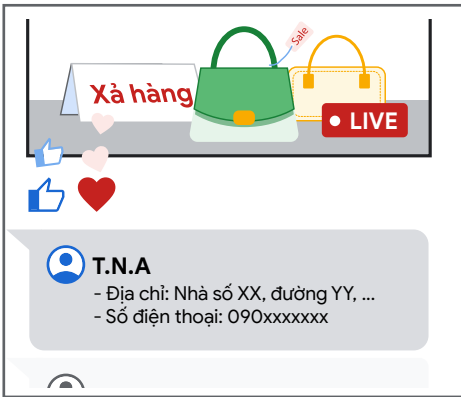 Sale
Xả hàng
LIVE
T.N.A
- Địa chỉ: Nhà số XX, đường YY, ...
- Số điện thoại: 090xxxxxxx